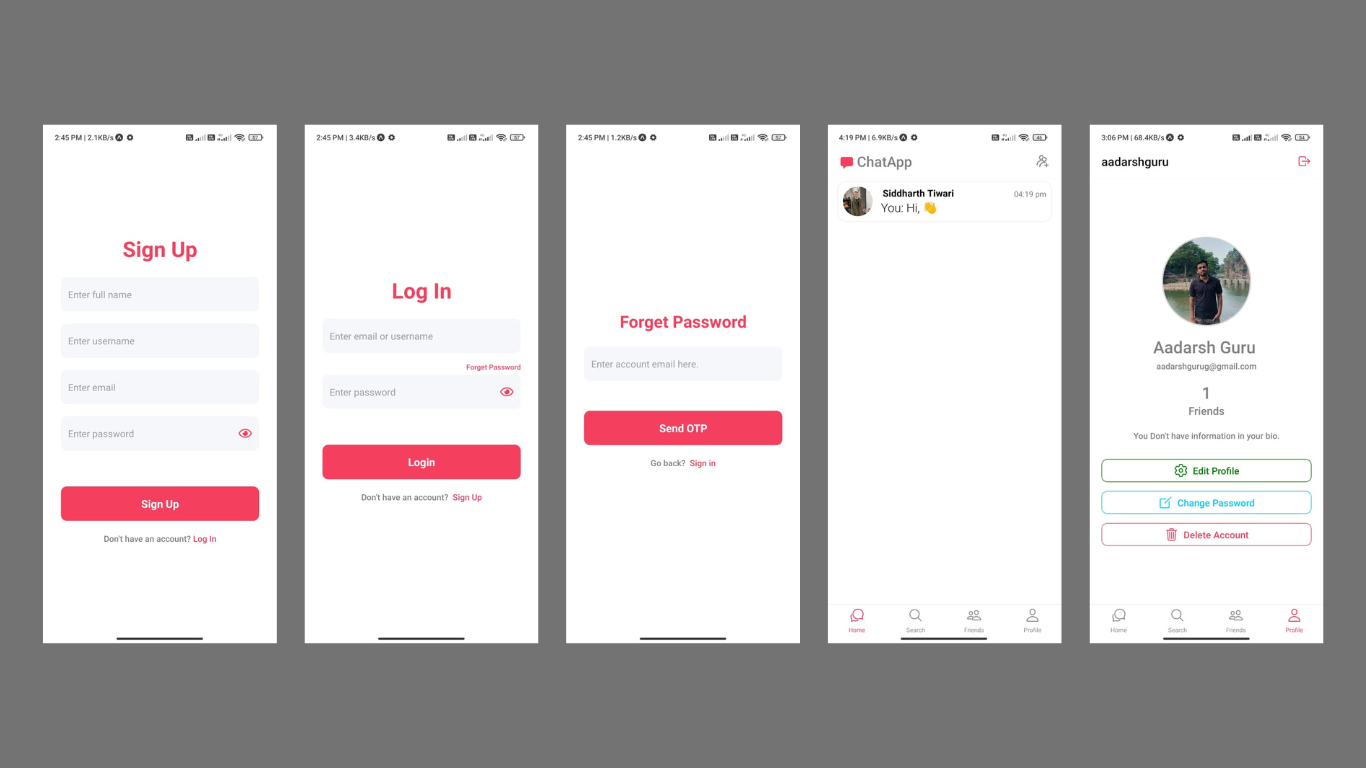 2:45 PM | 2.1KB/s
57
Sign Up
Enter full name
Enter username
Enter email
Enter password
Sign Up
Don't have an account? Log In
2:45 PM | 3.4KB/s
57
Log In
Enter email or username
Forget Password
Enter password
Login
Don't have an account? Sign Up
2:45 PM | 1.2KB/s
57
Forget Password
Enter account email here.
Send OTP
Go back? Sign in
4:19 PM | 6.9KB/s
46
ChatApp
Siddharth Tiwari
04:19 pm
You: Hi, 👋
Home
Search
Friends
Profile
3:06 PM | 68.4KB/s
54
aadarshguru
Aadarsh Guru
aadarshgurug@gmail.com
1
Friends
You Don't have information in your bio.
Edit Profile
Change Password
Delete Account
Home
Search
Friends
Profile